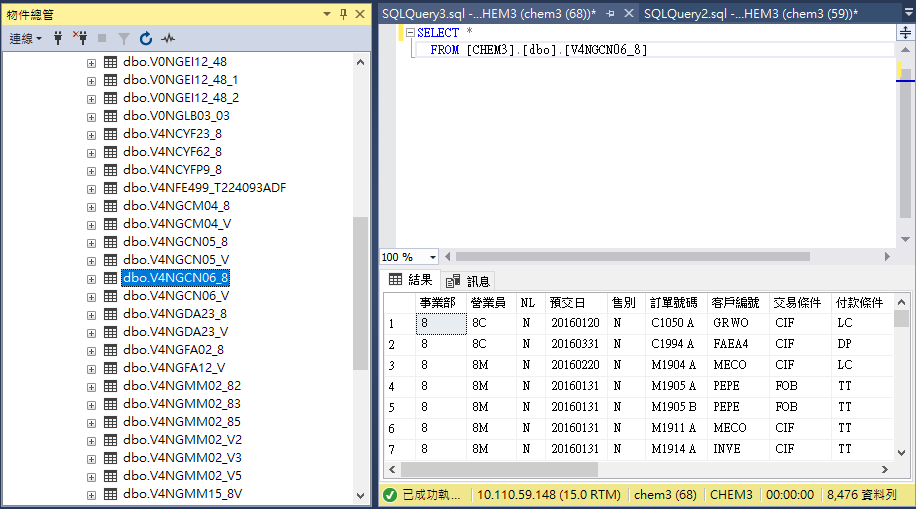 物件總管
連線
dbo.V0NGEI12_48
dbo.V0NGEI12_48_1
dbo.V0NGEI12_48_2
dbo.V0NGLB03_03
dbo.V4NCYF23_8
dbo.V4NCYF62_8
dbo.V4NCYFP9_8
dbo.V4NFE499_T224093ADF
dbo.V4NGCM04_8
dbo.V4NGCM04_V
dbo.V4NGCN05_8
dbo.V4NGCN05_V
dbo.V4NGCN06_8
dbo.V4NGCN06_V
dbo.V4NGDA23_8
dbo.V4NGDA23_V
dbo.V4NGFA02_8
dbo.V4NGFA12_V
dbo.V4NGMM02_82
dbo.V4NGMM02_83
dbo.V4NGMM02_85
dbo.V4NGMM02_V2
dbo.V4NGMM02_V3
dbo.V4NGMM02_V5
dbo.V4NGMM15_8V
SQLQuery3.sql -...HEM3 (chem3 (68))* SQLQuery2.sql -...HEM3 (chem3 (59))*
SELECT *
FROM [CHEM3].[dbo].[V4NGCN06_8]
100 %
結果 訊息
事業部 營業員 NL 預交日 售別 訂單號碼 客戶編號 交易條件 付款條件
1 8 8C N 20160120 N C1050 A GRWO CIF LC
2 8 8C N 20160331 N C1994 A FAEA4 CIF DP
3 8 8M N 20160220 N M1904 A MECO CIF LC
4 8 8M N 20160131 N M1905 A PEPE FOB TT
5 8 8M N 20160131 N M1905 B PEPE FOB TT
6 8 8M N 20160131 N M1911 A MECO CIF TT
7 8 8M N 20160131 N M1914 A INVE CIF TT
已成功執... 10.110.59.148 (15.0 RTM) chem3 (68) CHEM3 00:00:00 8,476 資料列